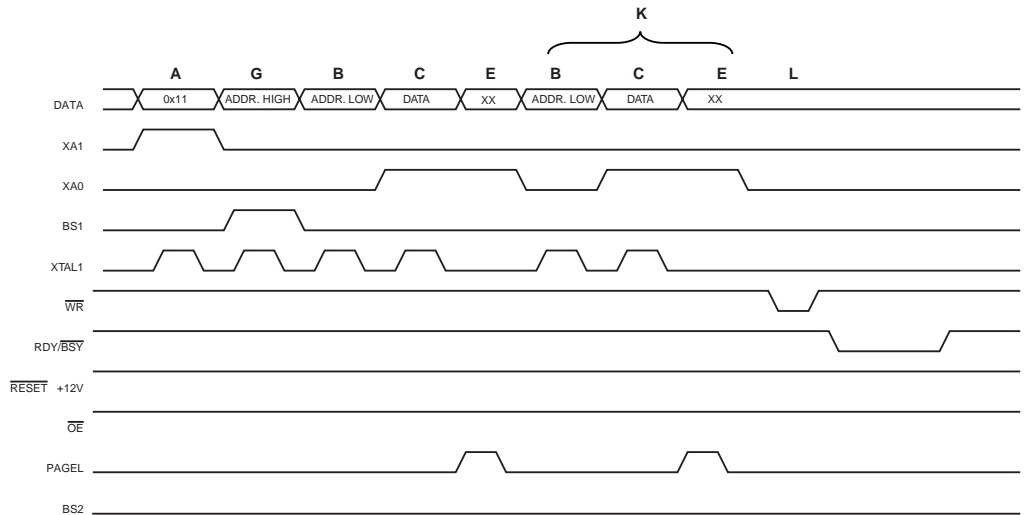 K
A G B C E B C E L
DATA 0x11 ADDR. HIGH ADDR. LOW DATA XX ADDR. LOW DATA XX
XA1
XA0
BS1
XTAL1
WR
RDY/BSY
RESET +12V
OE
PAGEL
BS2